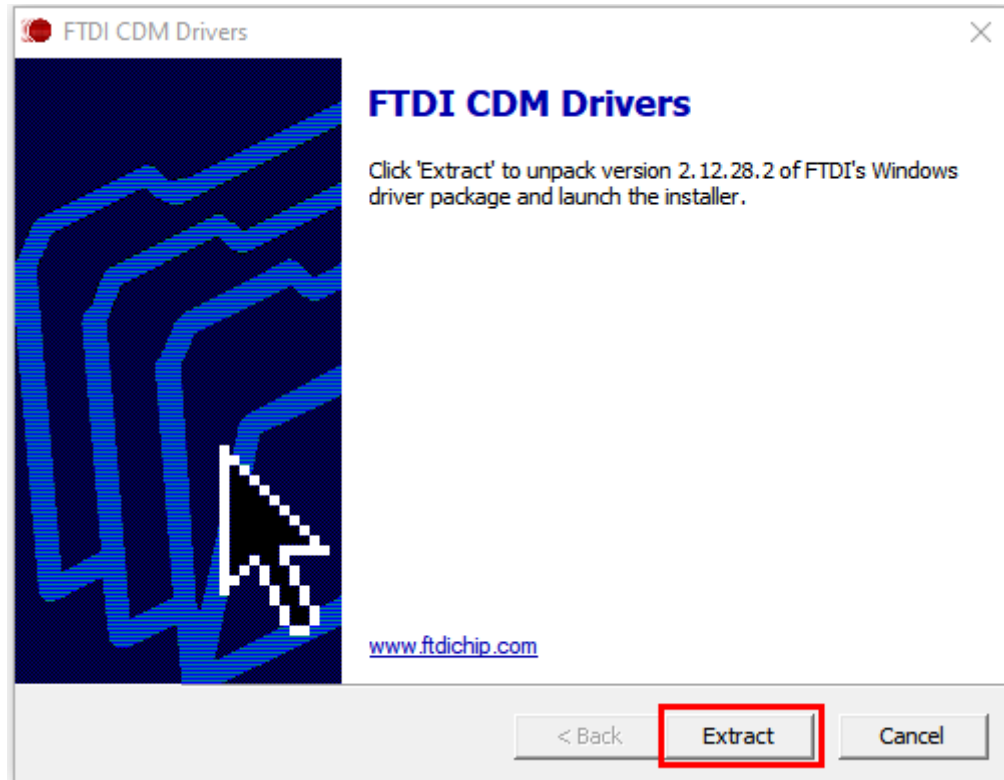 FTDI CDM Drivers
FTDI CDM Drivers
Click 'Extract' to unpack version 2.12.28.2 of FTDI's Windows
driver package and launch the installer.
www.ftdichip.com
< Back Extract Cancel